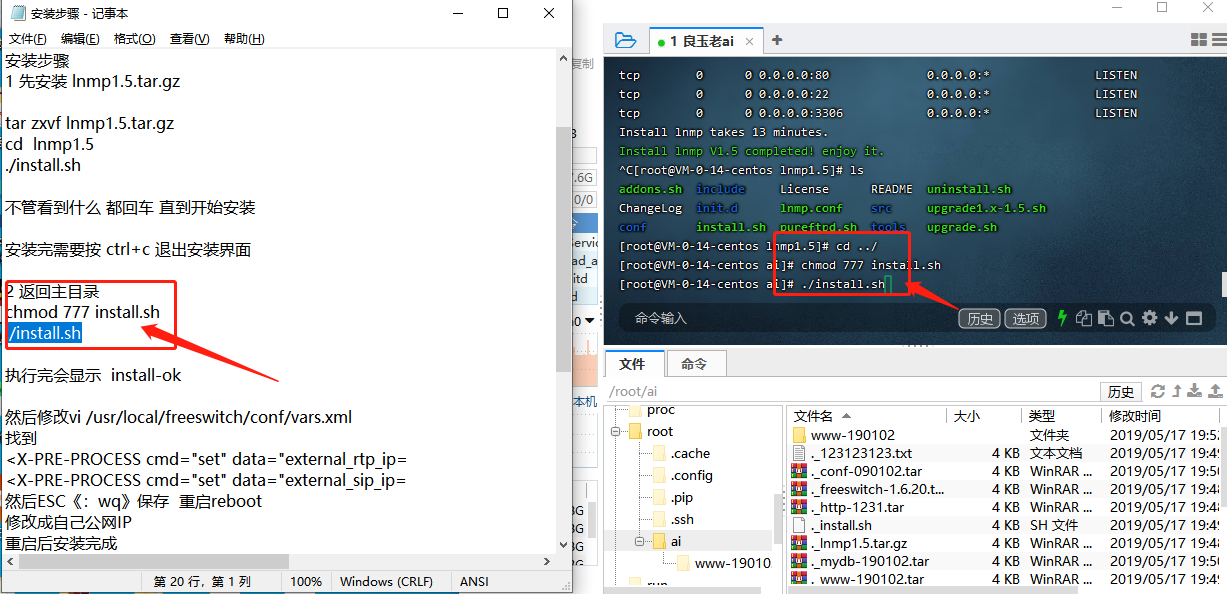 安装步骤 - 记事本
文件(F) 编辑(E) 格式(O) 查看(V) 帮助(H)
安装步骤
1 先安装 lnmp1.5.tar.gz
tar zxvf lnmp1.5.tar.gz
cd lnmp1.5
./install.sh
不管看到什么 都回车 直到开始安装
安装完需要按 ctrl+c 退出安装界面
2 返回主目录
chmod 777 install.sh
./install.sh
执行完会显示 install-ok
然后修改vi /usr/local/freeswitch/conf/vars.xml
找到
<X-PRE-PROCESS cmd="set" data="external_rtp_ip=
<X-PRE-PROCESS cmd="set" data="external_sip_ip=
然后ESC《：wq》保存 重启reboot
修改成自己公网IP
重启后安装完成
第 20 行，第 1 列 100% Windows (CRLF) ANSI
复制
7.6G
0/0
本机
1 良玉老ai
tcp 0 0 0.0.0.0:80 0.0.0.0:* LISTEN
tcp 0 0 0.0.0.0:22 0.0.0.0:* LISTEN
tcp 0 0 0.0.0.0:3306 0.0.0.0:* LISTEN
Install lnmp takes 13 minutes.
Install lnmp V1.5 completed! enjoy it.
^C[root@VM-0-14-centos lnmp1.5]# ls
addons.sh include License README uninstall.sh
ChangeLog init.d lnmp.conf src upgrade1.x-1.5.sh
conf install.sh pureftpd.sh tools upgrade.sh
[root@VM-0-14-centos lnmp1.5]# cd ../
[root@VM-0-14-centos ai]# chmod 777 install.sh
[root@VM-0-14-centos ai]# ./install.sh
命令输入 历史 选项
文件 命令
/root/ai 历史
proc
root
.cache
.config
.pip
.ssh
ai
www-19010
run
文件名 大小 类型 修改时间
www-190102 文件夹 2019/05/17 19:52
._123123123.txt 4 KB 文本文档 2019/05/17 19:49
._conf-090102.tar 4 KB WinRAR ... 2019/05/17 19:49
._freeswitch-1.6.20.t... 4 KB WinRAR ... 2019/05/17 19:49
._http-1231.tar 4 KB WinRAR ... 2019/05/17 19:48
._install.sh 4 KB SH 文件 2019/05/17 19:49
._lnmp1.5.tar.gz 4 KB WinRAR ... 2019/05/17 19:48
._mydb-190102.tar 4 KB WinRAR ... 2019/05/17 19:50
._www-190102.tar 4 KB WinRAR ... 2019/05/17 19:49